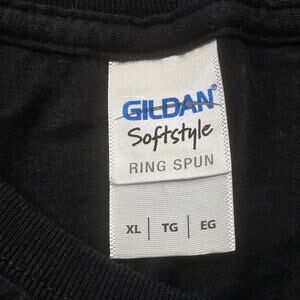 GILDAN®
Softstyle
RING SPUN
XL | TG | EG